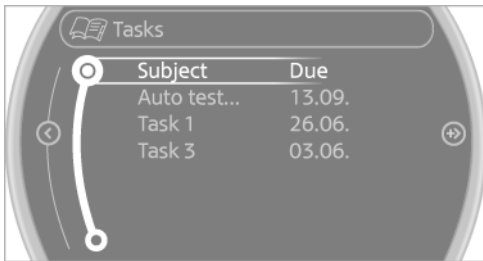 Tasks
Subject Due
Auto test... 13.09.
Task 1 26.06.
Task 3 03.06.